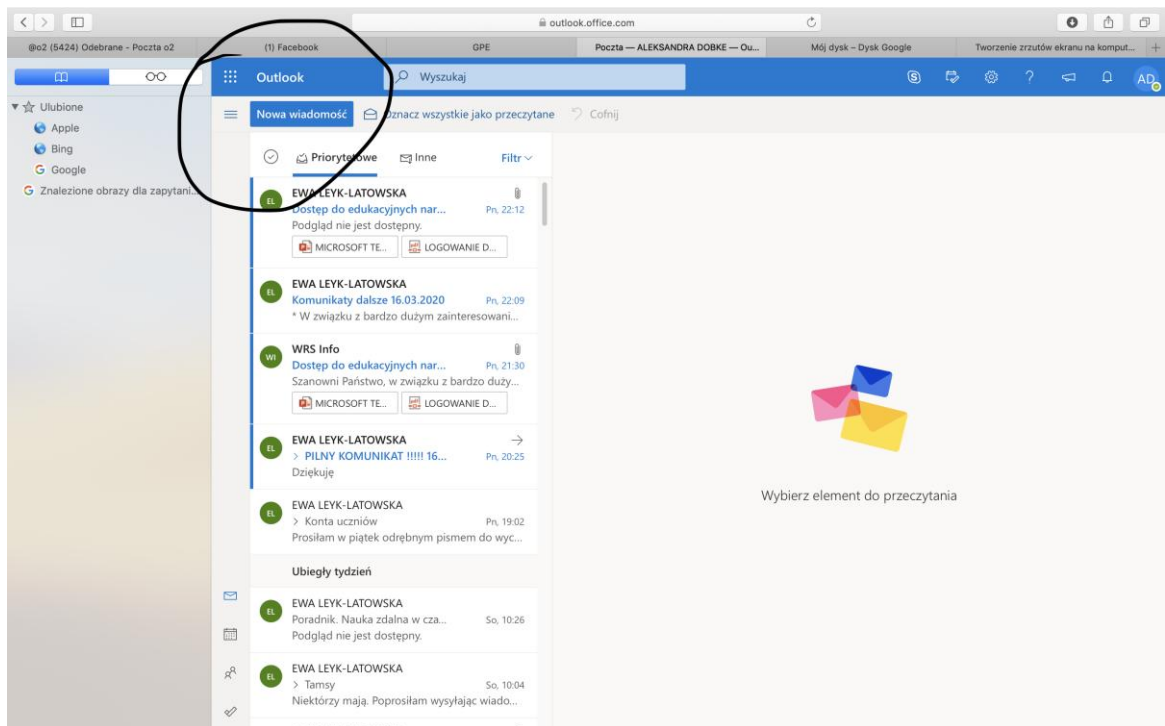 outlook.office.com
@o2 (5424) Odebrane - Poczta o2
(1) Facebook
GPE
Poczta — ALEKSANDRA DOBKE — Ou...
Mój dysk – Dysk Google
Tworzenie zrzutów ekranu na komput...
Ulubione
Apple
Bing
Google
Znalezione obrazy dla zapytani...
Outlook
Wyszukaj
AD
Nowa wiadomość
Oznacz wszystkie jako przeczytane
Cofnij
Priorytetowe
Inne
Filtr
EL
EWA LEYK-LATOWSKA
Dostęp do edukacyjnych nar...
Pn, 22:12
Podgląd nie jest dostępny.
MICROSOFT TE...
LOGOWANIE D...
EL
EWA LEYK-LATOWSKA
Komunikaty dalsze 16.03.2020
Pn, 22:09
* W związku z bardzo dużym zainteresowani...
WI
WRS Info
Dostęp do edukacyjnych nar...
Pn, 21:30
Szanowni Państwo, w związku z bardzo duży...
MICROSOFT TE...
LOGOWANIE D...
EL
EWA LEYK-LATOWSKA
> PILNY KOMUNIKAT !!!!! 16...
Pn, 20:25
Dziękuję
EL
EWA LEYK-LATOWSKA
> Konta uczniów
Pn, 19:02
Prosiłam w piątek odrębnym pismem do wyc...
Ubiegły tydzień
EL
EWA LEYK-LATOWSKA
Poradnik. Nauka zdalna w cza...
So, 10:26
Podgląd nie jest dostępny.
EL
EWA LEYK-LATOWSKA
> Tamsy
So, 10:04
Niektórzy mają. Poprosiłam wysyłając wiado...
Wybierz element do przeczytania